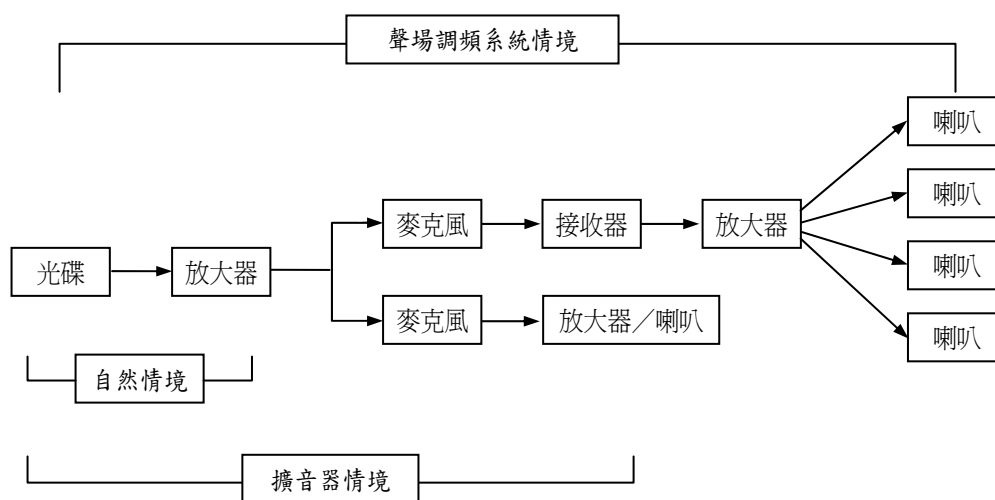 聲場調頻系統情境
喇叭
喇叭
麥克風
接收器
放大器
喇叭
光碟
放大器
麥克風
放大器／喇叭
喇叭
自然情境
擴音器情境